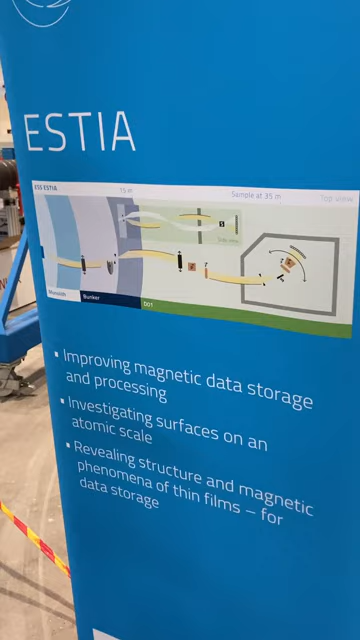 ESTIA
ESS ESTIA
15 m
Sample at 35 m
Top view
Side view
Monolith
Bunker
D01
Improving magnetic data storage
and processing
Investigating surfaces on an
atomic scale
Revealing structure and magnetic
phenomena of thin films – for
data storage